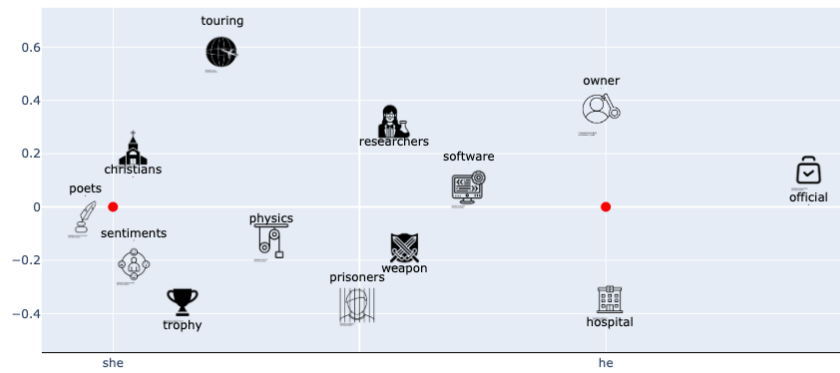 touring
0.6
owner
0.4
researchers
software
0.2
christians
official
poets
0
physics
sentiments
weapon
−0.2
prisoners
−0.4
trophy
hospital
she
he